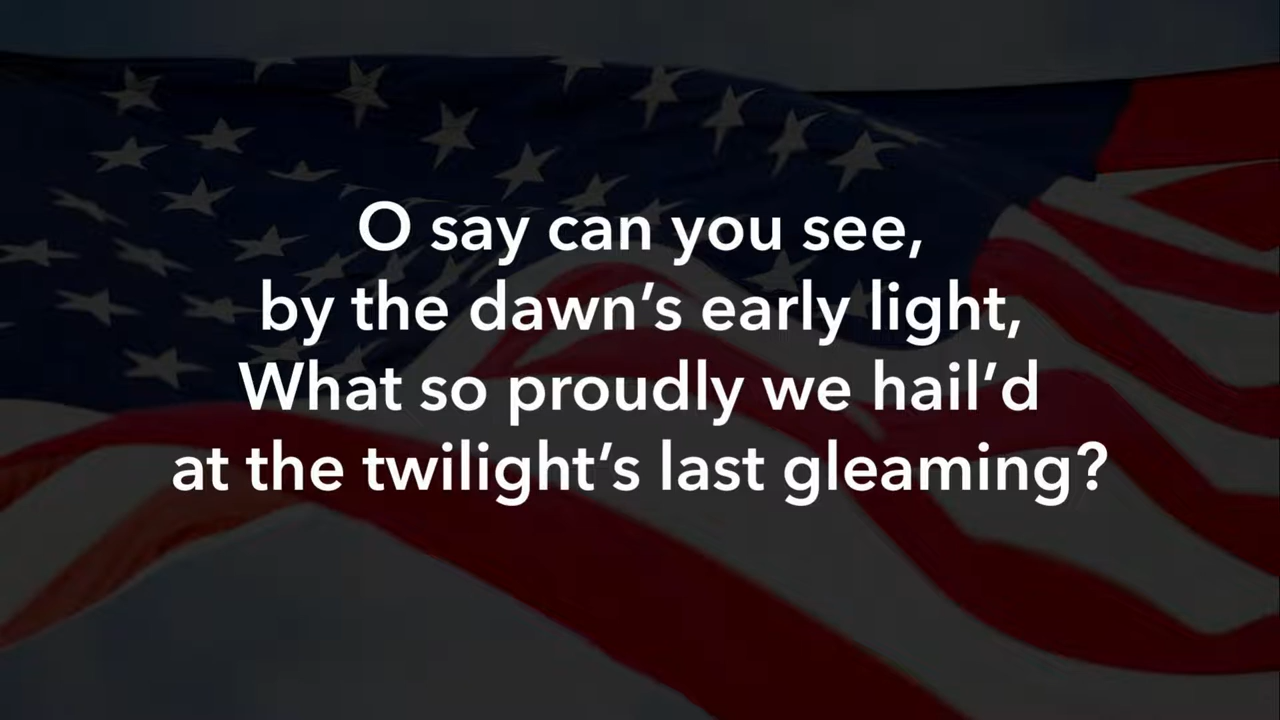 O say can you see,
by the dawn’s early light,
What so proudly we hail’d
at the twilight’s last gleaming?